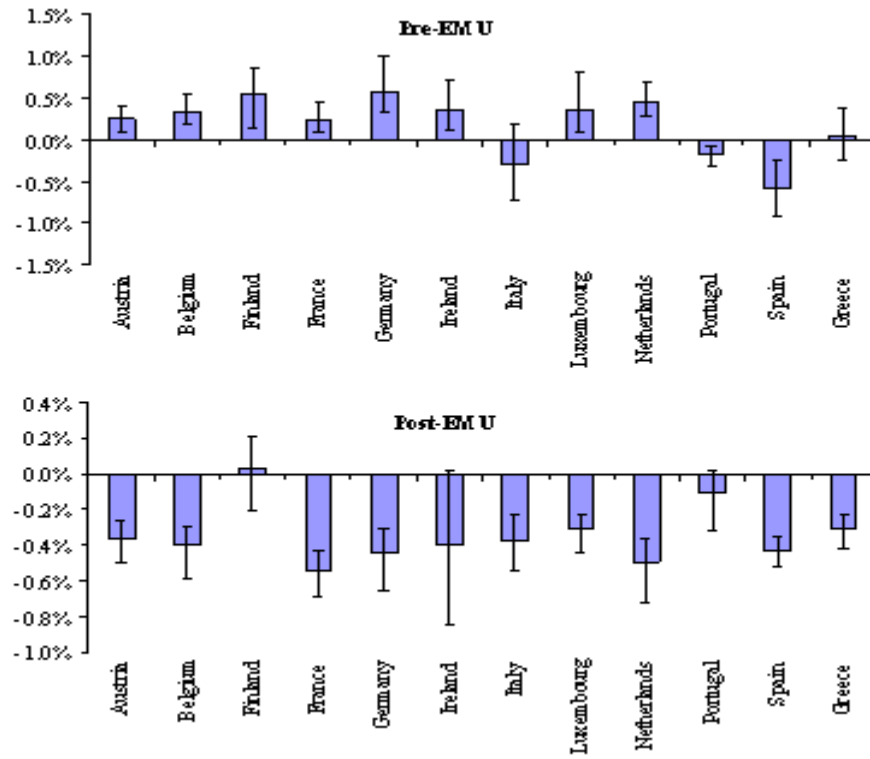 Pre-EMU
1.5%
1.0%
0.5%
0.0%
-0.5%
-1.0%
-1.5%
Austria
Belgium
Finland
France
Germany
Ireland
Italy
Luxembourg
Netherlands
Portugal
Spain
Greece
Post-EMU
0.4%
0.2%
0.0%
-0.2%
-0.4%
-0.6%
-0.8%
-1.0%
Austria
Belgium
Finland
France
Germany
Ireland
Italy
Luxembourg
Netherlands
Portugal
Spain
Greece